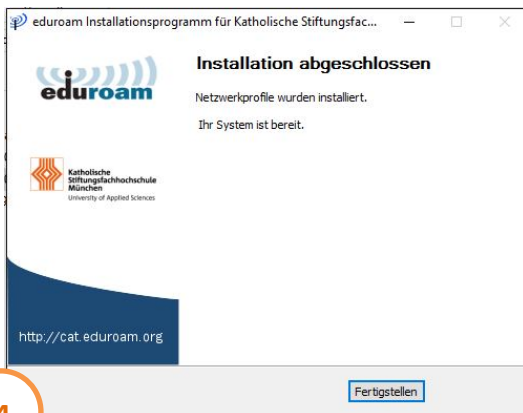 eduroam Installationsprogramm für Katholische Stiftungsfac...
eduroam
Installation abgeschlossen
Netzwerkprofile wurden installiert.
Ihr System ist bereit.
Katholische
Stiftungsfachhochschule
München
University of Applied Sciences
http://cat.eduroam.org
Fertigstellen